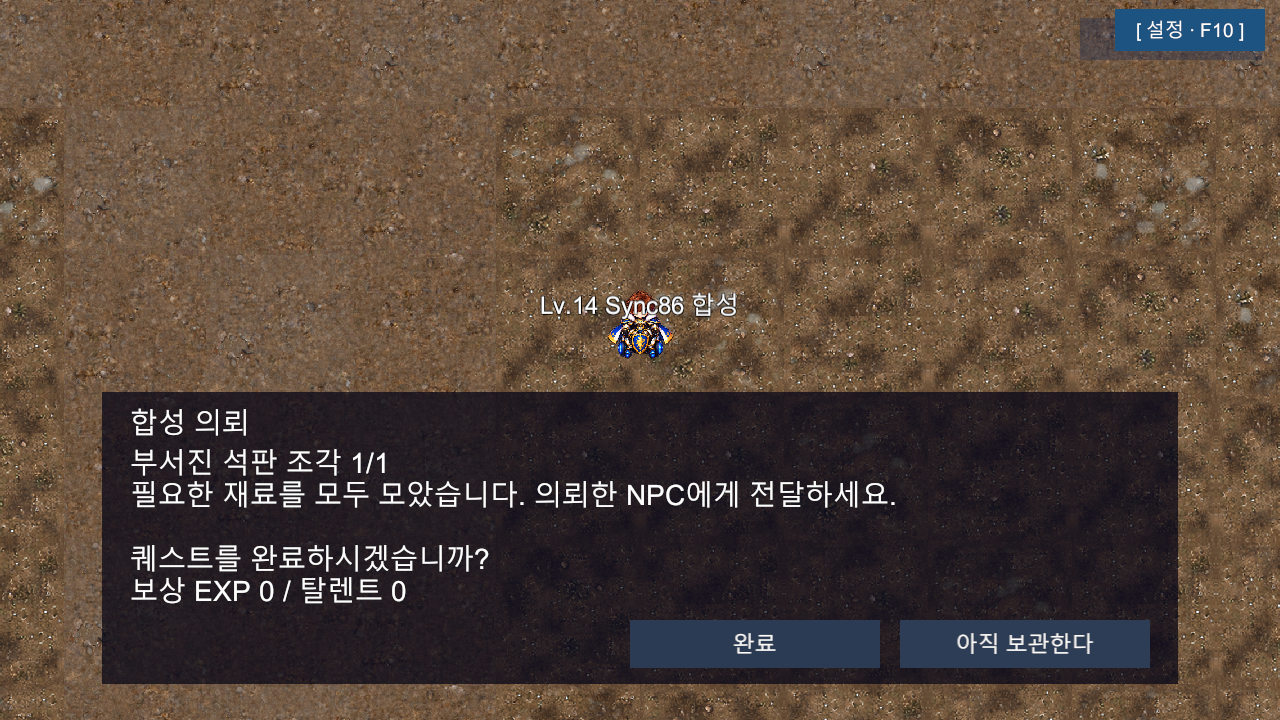 [ 설정 · F10 ]
Lv.14 Sync86 합성
합성 의뢰
부서진 석판 조각 1/1
필요한 재료를 모두 모았습니다. 의뢰한 NPC에게 전달하세요.
퀘스트를 완료하시겠습니까?
보상 EXP 0 / 탈렌트 0
완료
아직 보관한다